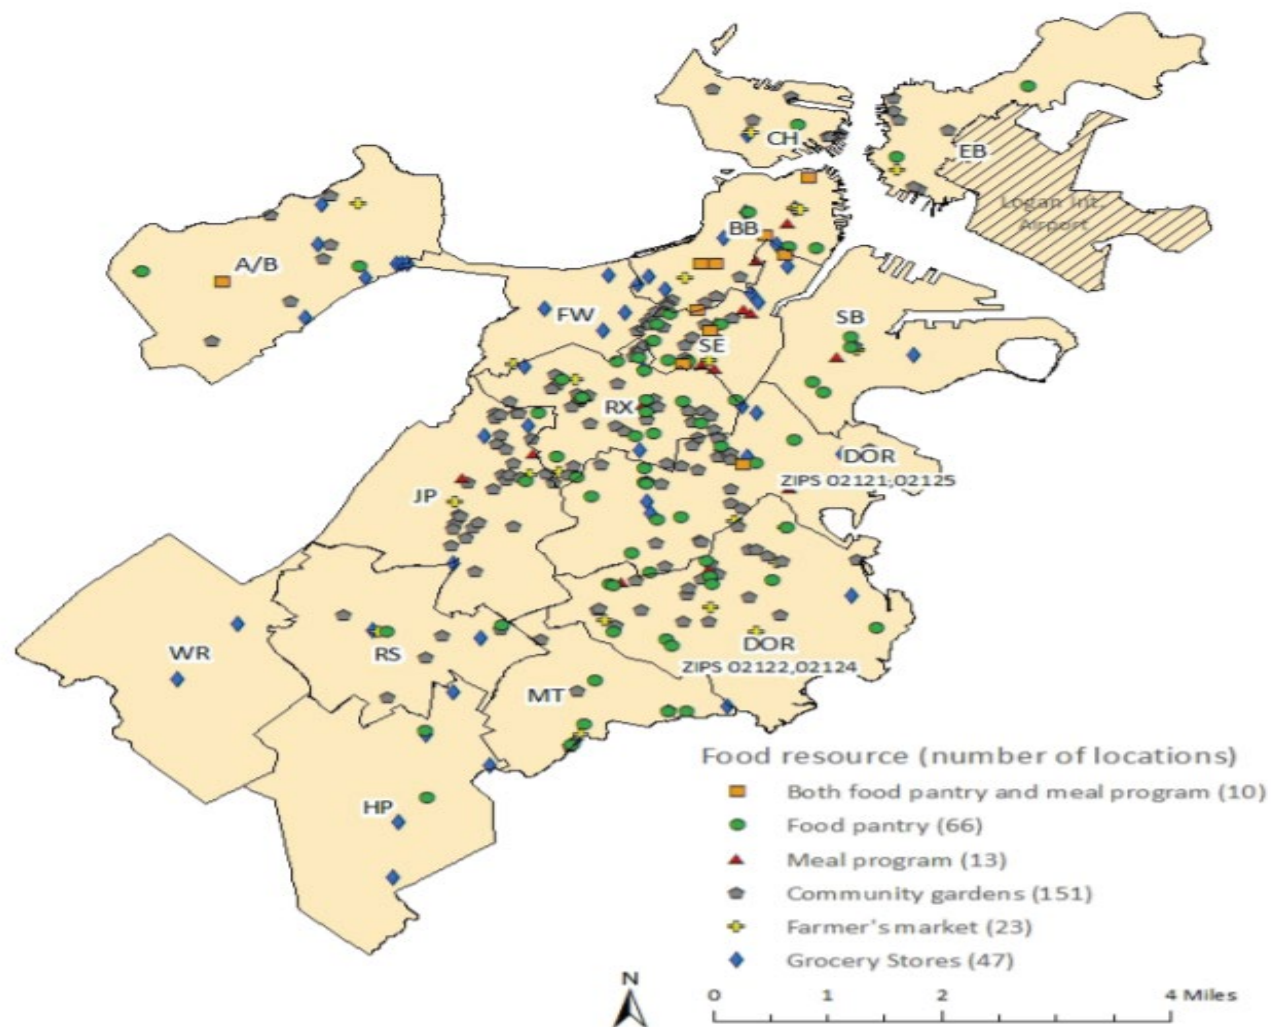 CH
EB
Logan Int.
Airport
BB
A/B
FW
SB
SE
RX
DOR
ZIPS 02121,02125
JP
WR
RS
DOR
ZIPS 02122,02124
MT
HP
Food resource (number of locations)
Both food pantry and meal program (10)
Food pantry (66)
Meal program (13)
Community gardens (151)
Farmer's market (23)
Grocery Stores (47)
N
0 1 2 4 Miles